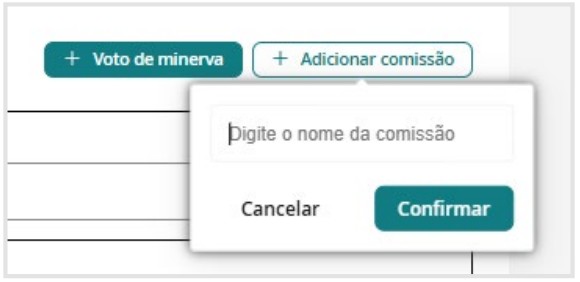 + Voto de minerva
+ Adicionar comissão
Digite o nome da comissão
Cancelar
Confirmar